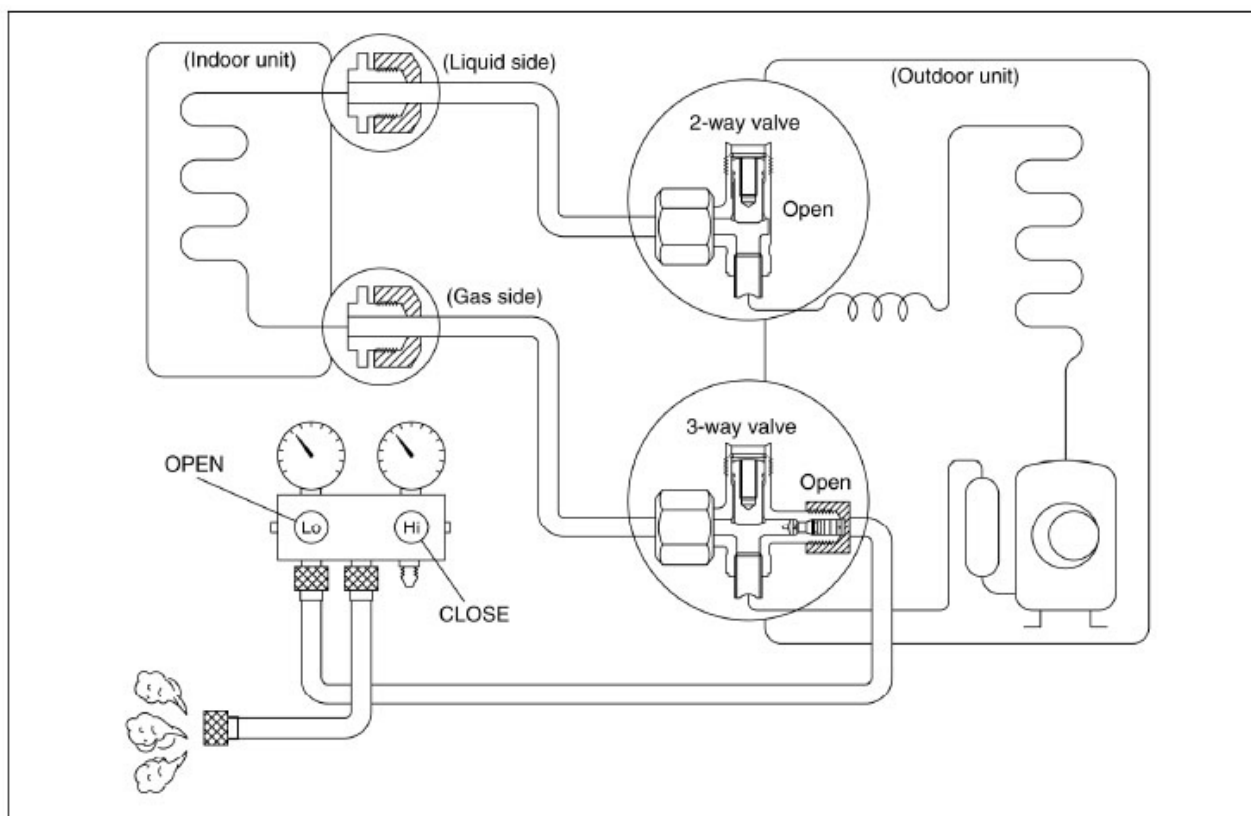 (Indoor unit)
(Liquid side)
(Outdoor unit)
2-way valve
Open
(Gas side)
3-way valve
Open
OPEN
Lo
Hi
CLOSE